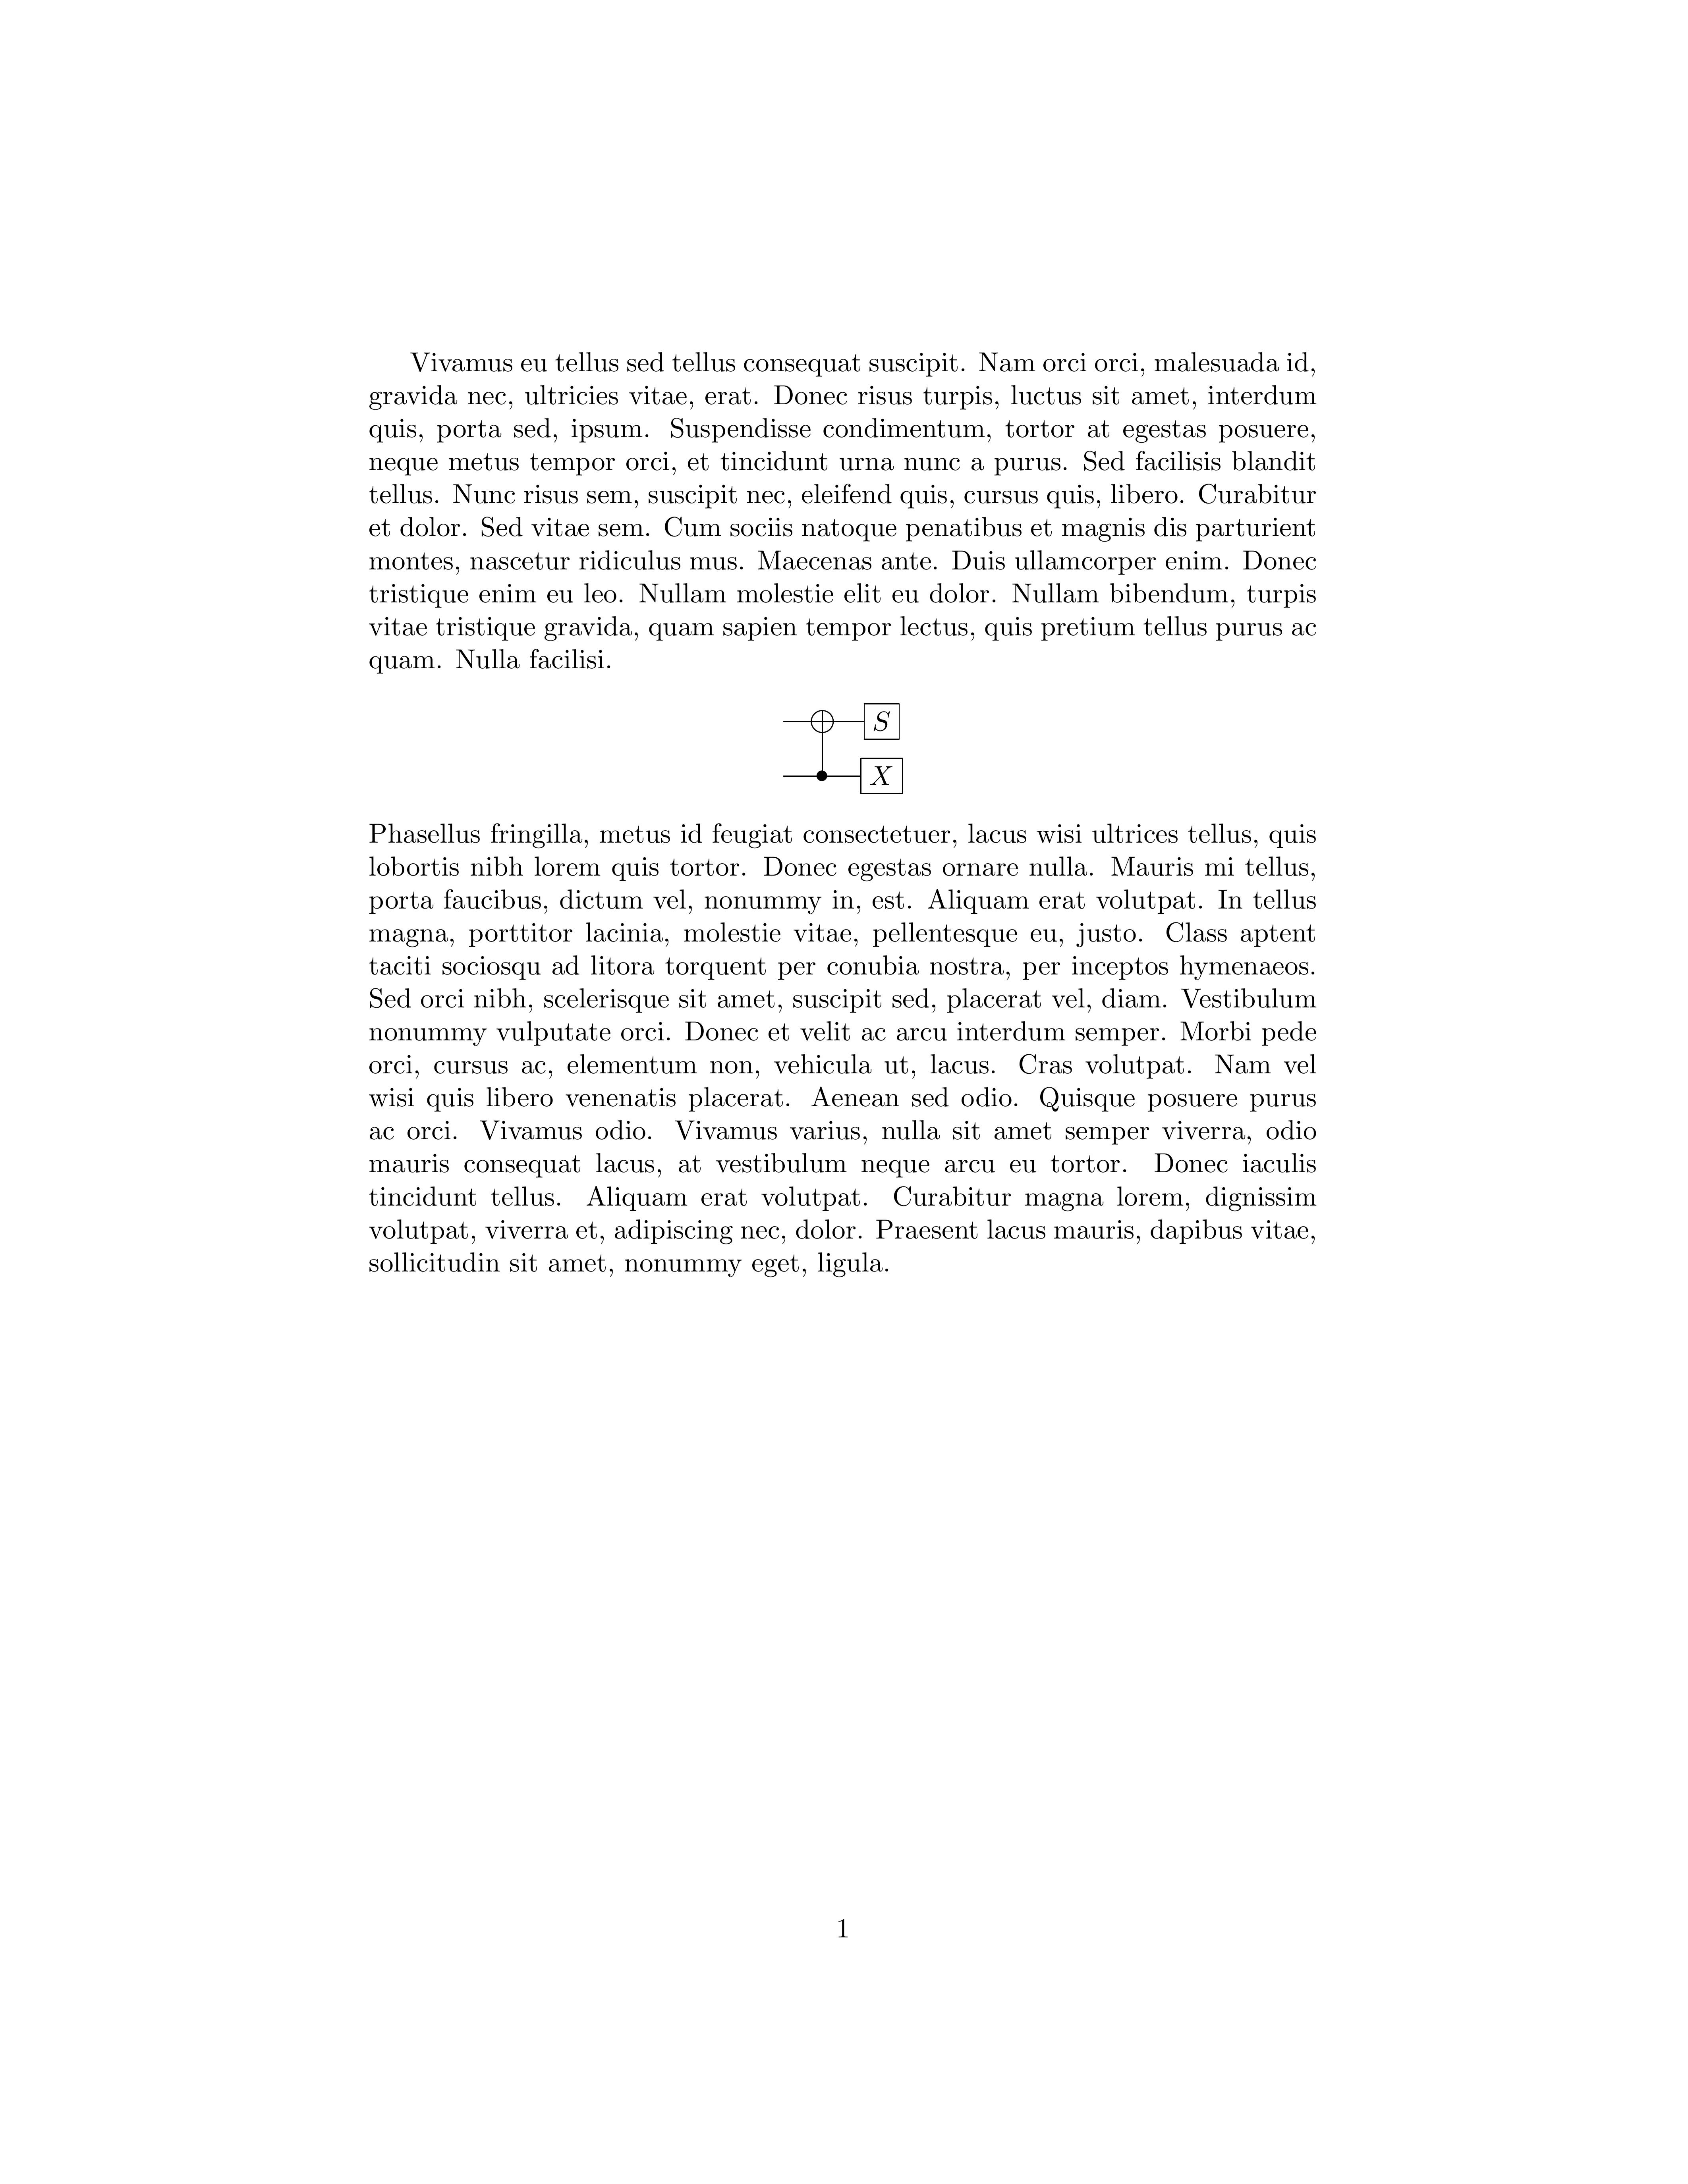 Vivamus eu tellus sed tellus consequat suscipit. Nam orci orci, malesuada id,
gravida nec, ultricies vitae, erat. Donec risus turpis, luctus sit amet, interdum
quis, porta sed, ipsum. Suspendisse condimentum, tortor at egestas posuere,
neque metus tempor orci, et tincidunt urna nunc a purus. Sed facilisis blandit
tellus. Nunc risus sem, suscipit nec, eleifend quis, cursus quis, libero. Curabitur
et dolor. Sed vitae sem. Cum sociis natoque penatibus et magnis dis parturient
montes, nascetur ridiculus mus. Maecenas ante. Duis ullamcorper enim. Donec
tristique enim eu leo. Nullam molestie elit eu dolor. Nullam bibendum, turpis
vitae tristique gravida, quam sapien tempor lectus, quis pretium tellus purus ac
quam. Nulla facilisi.
S
X
Phasellus fringilla, metus id feugiat consectetuer, lacus wisi ultrices tellus, quis
lobortis nibh lorem quis tortor. Donec egestas ornare nulla. Mauris mi tellus,
porta faucibus, dictum vel, nonummy in, est. Aliquam erat volutpat. In tellus
magna, porttitor lacinia, molestie vitae, pellentesque eu, justo. Class aptent
taciti sociosqu ad litora torquent per conubia nostra, per inceptos hymenaeos.
Sed orci nibh, scelerisque sit amet, suscipit sed, placerat vel, diam. Vestibulum
nonummy vulputate orci. Donec et velit ac arcu interdum semper. Morbi pede
orci, cursus ac, elementum non, vehicula ut, lacus. Cras volutpat. Nam vel
wisi quis libero venenatis placerat. Aenean sed odio. Quisque posuere purus
ac orci. Vivamus odio. Vivamus varius, nulla sit amet semper viverra, odio
mauris consequat lacus, at vestibulum neque arcu eu tortor. Donec iaculis
tincidunt tellus. Aliquam erat volutpat. Curabitur magna lorem, dignissim
volutpat, viverra et, adipiscing nec, dolor. Praesent lacus mauris, dapibus vitae,
sollicitudin sit amet, nonummy eget, ligula.
1